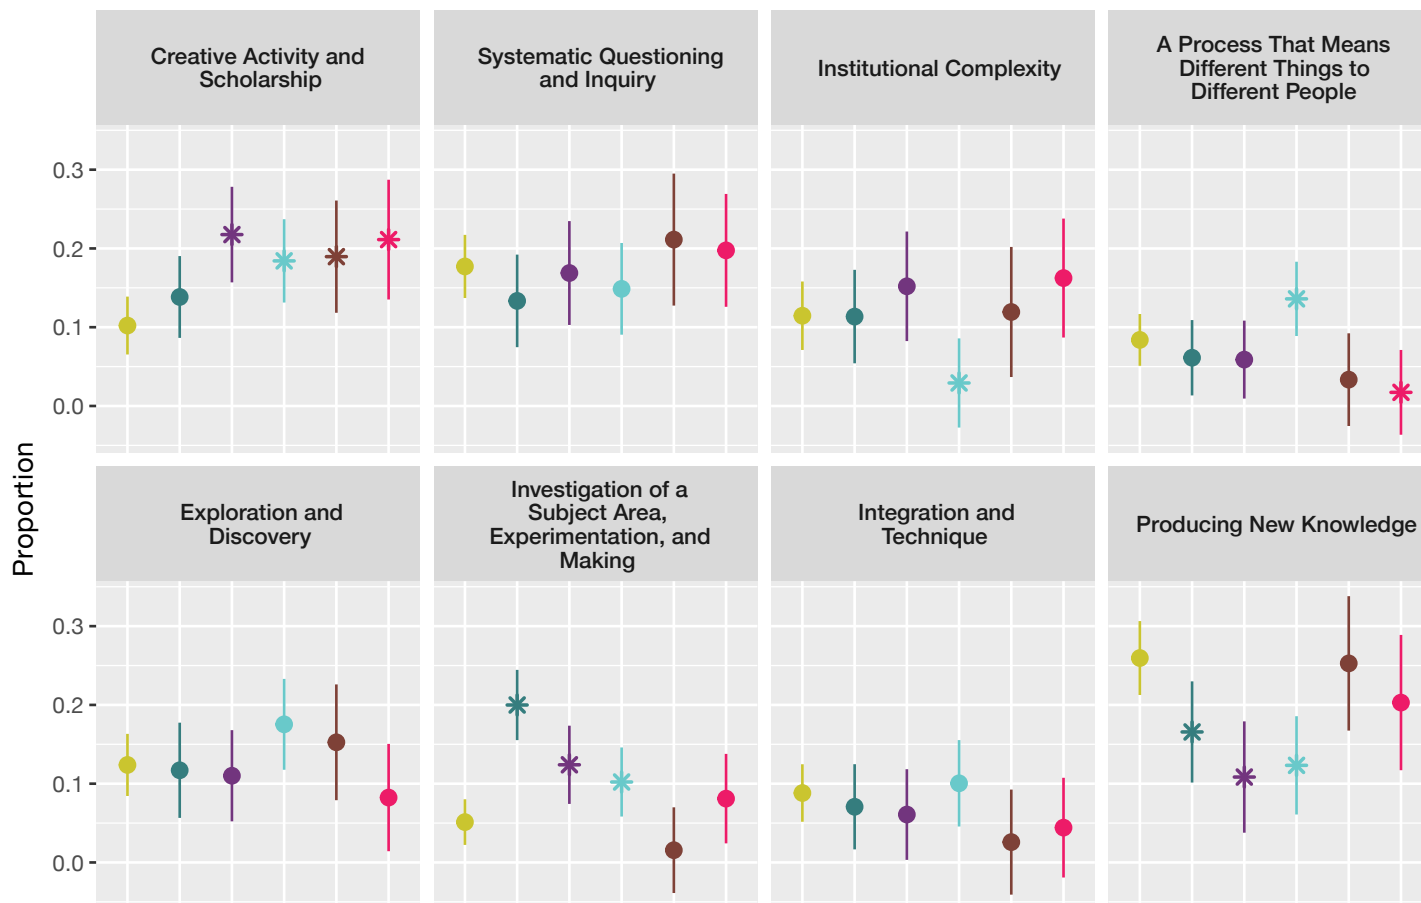 Creative Activity and
Scholarship
Systematic Questioning
and Inquiry
Institutional Complexity
A Process That Means
Different Things to
Different People
0.3
0.2
0.1
0.0
Proportion
Exploration and
Discovery
Investigation of a
Subject Area,
Experimentation, and
Making
Integration and
Technique
Producing New Knowledge
0.3
0.2
0.1
0.0